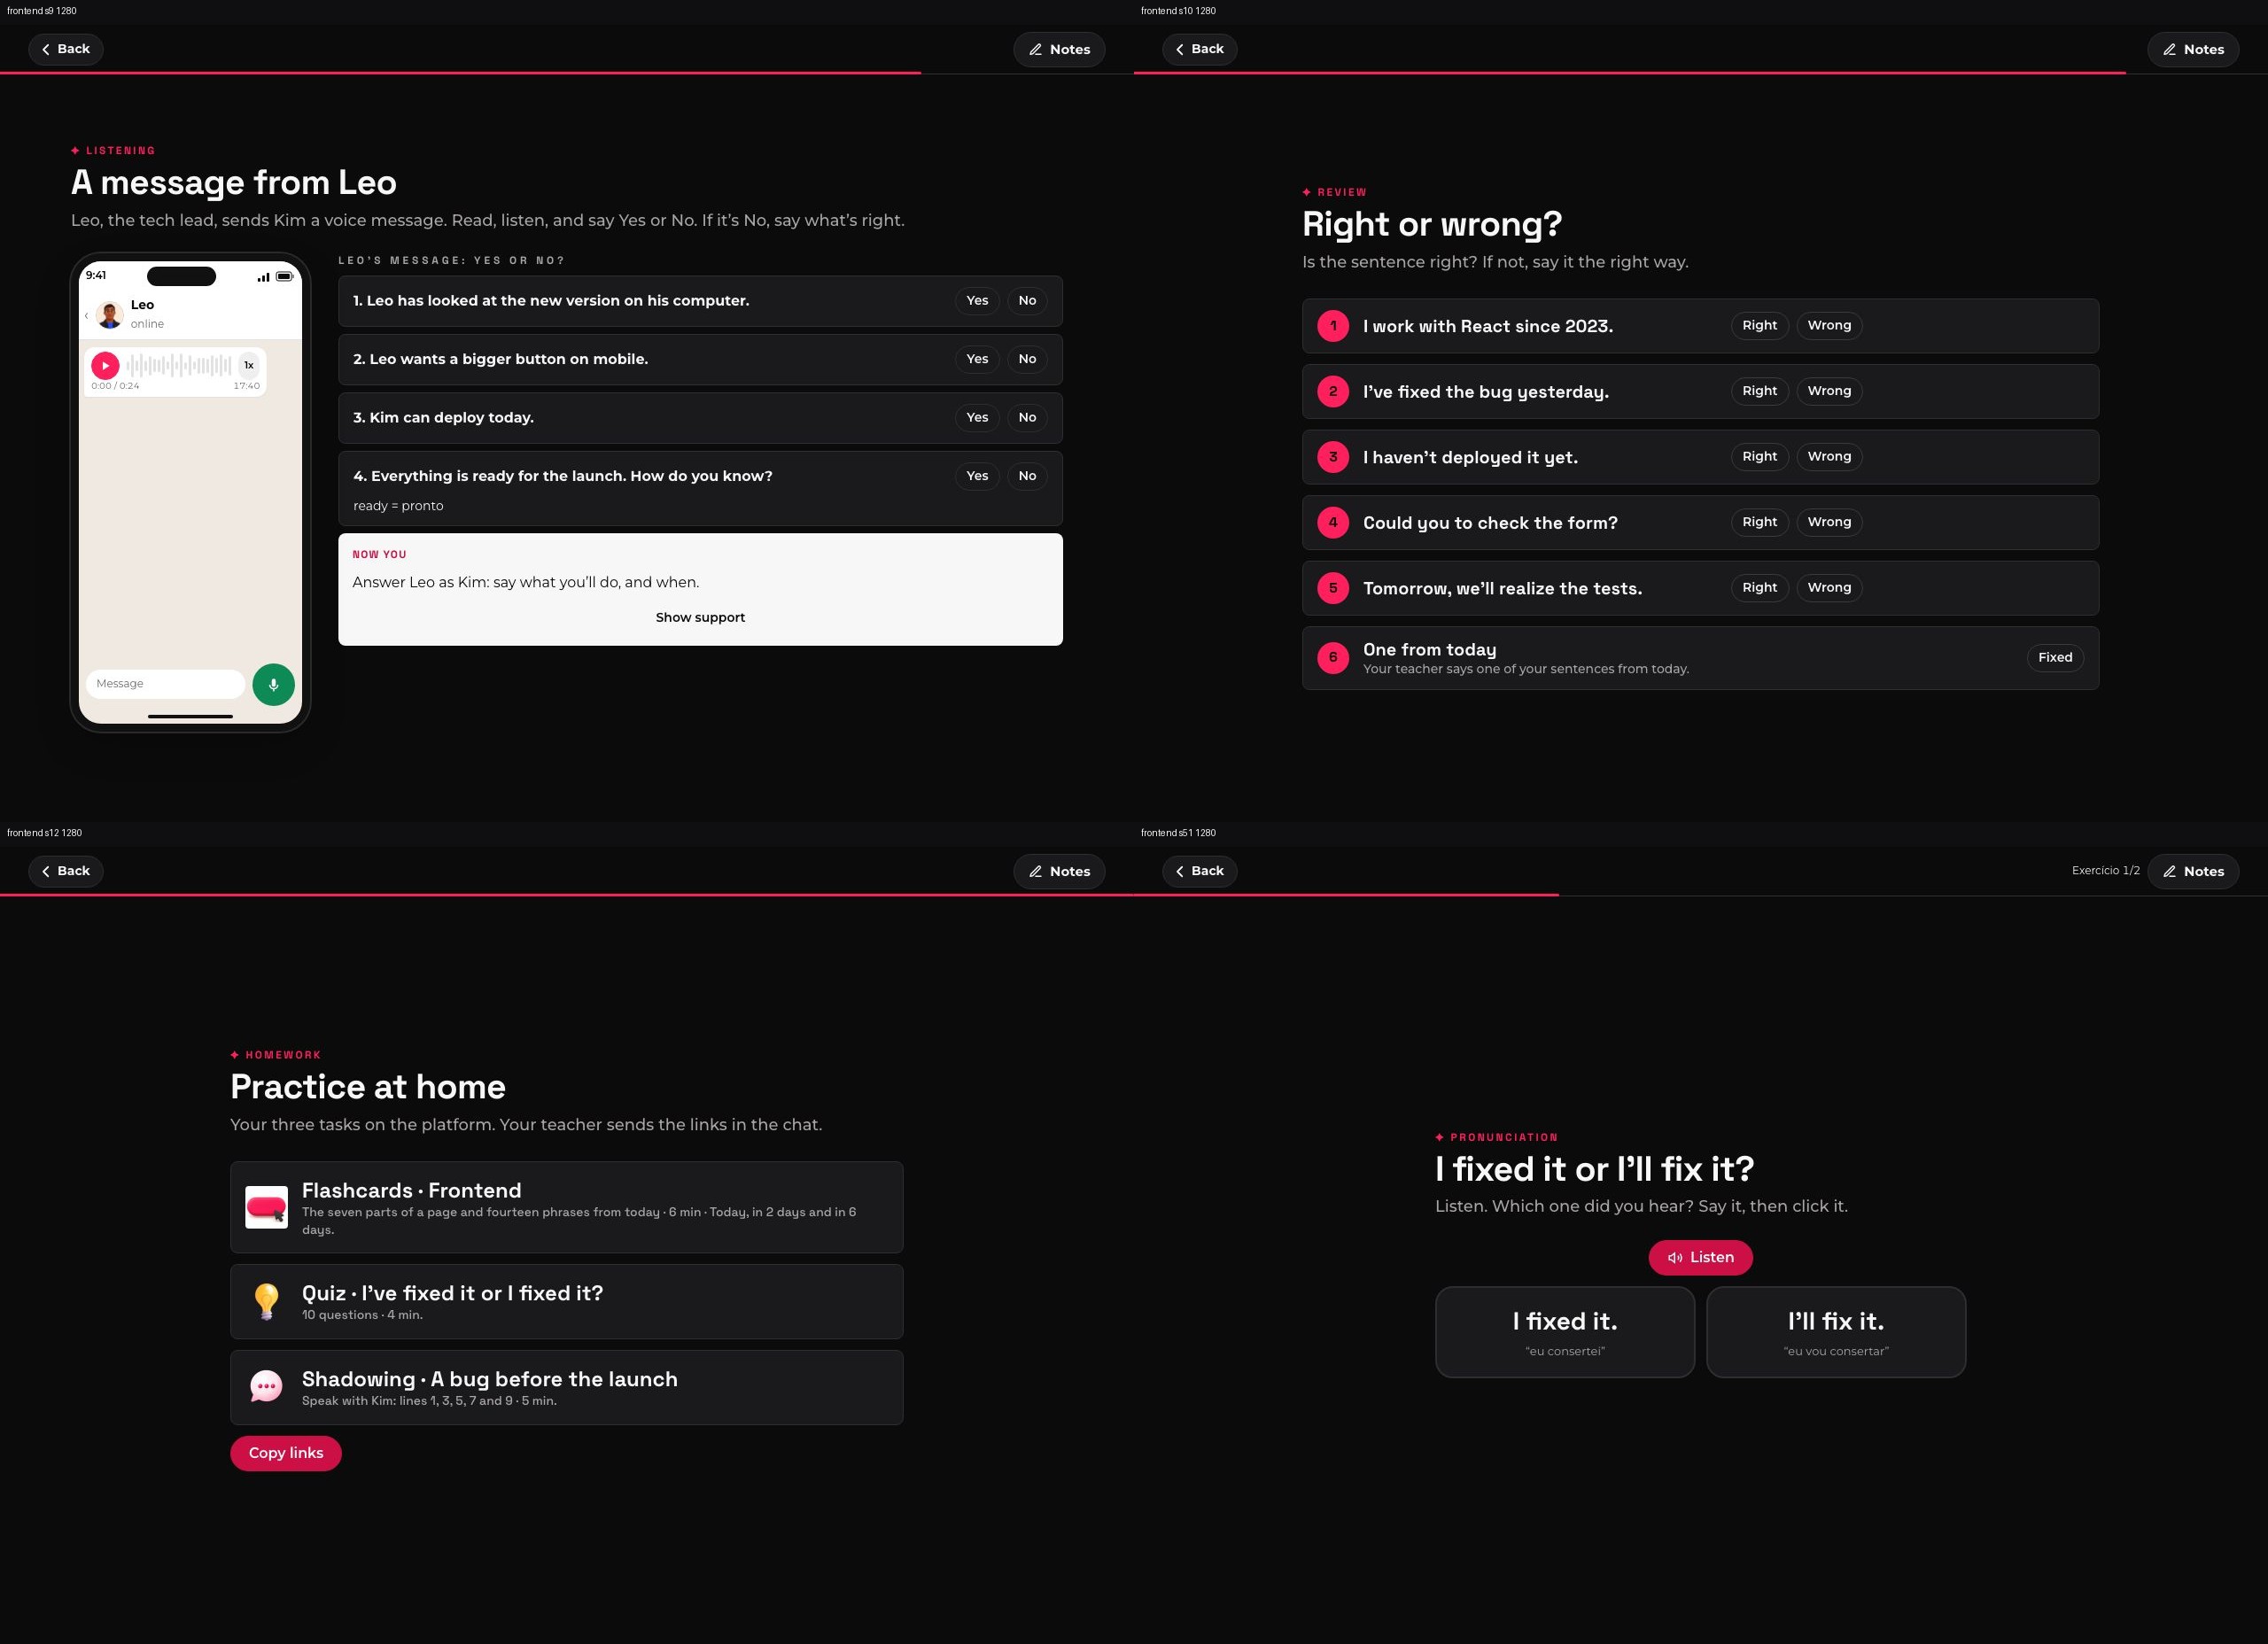 frontend s9 1280
Back
Notes
LISTENING
A message from Leo
Leo, the tech lead, sends Kim a voice message. Read, listen, and say Yes or No. If it’s No, say what’s right.
9:41
Leo
online
1x
0:00 / 0:24
17:40
Message
LEO’S MESSAGE: YES OR NO?
1. Leo has looked at the new version on his computer.
Yes
No
2. Leo wants a bigger button on mobile.
Yes
No
3. Kim can deploy today.
Yes
No
4. Everything is ready for the launch. How do you know?
Yes
No
ready = pronto
NOW YOU
Answer Leo as Kim: say what you’ll do, and when.
Show support
frontend s10 1280
Back
Notes
REVIEW
Right or wrong?
Is the sentence right? If not, say it the right way.
1
I work with React since 2023.
Right
Wrong
2
I’ve fixed the bug yesterday.
Right
Wrong
3
I haven’t deployed it yet.
Right
Wrong
4
Could you to check the form?
Right
Wrong
5
Tomorrow, we’ll realize the tests.
Right
Wrong
6
One from today
Your teacher says one of your sentences from today.
Fixed
frontend s12 1280
Back
Notes
HOMEWORK
Practice at home
Your three tasks on the platform. Your teacher sends the links in the chat.
Flashcards · Frontend
The seven parts of a page and fourteen phrases from today · 6 min · Today, in 2 days and in 6
days.
Quiz · I’ve fixed it or I fixed it?
10 questions · 4 min.
Shadowing · A bug before the launch
Speak with Kim: lines 1, 3, 5, 7 and 9 · 5 min.
Copy links
frontend s51 1280
Back
Exercício 1/2
Notes
PRONUNCIATION
I fixed it or I’ll fix it?
Listen. Which one did you hear? Say it, then click it.
Listen
I fixed it.
“eu consertei”
I’ll fix it.
“eu vou consertar”